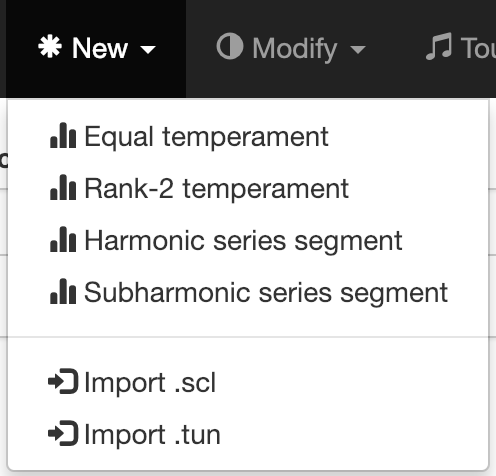 New Modify
Equal temperament
Rank-2 temperament
Harmonic series segment
Subharmonic series segment
Import .scl
Import .tun